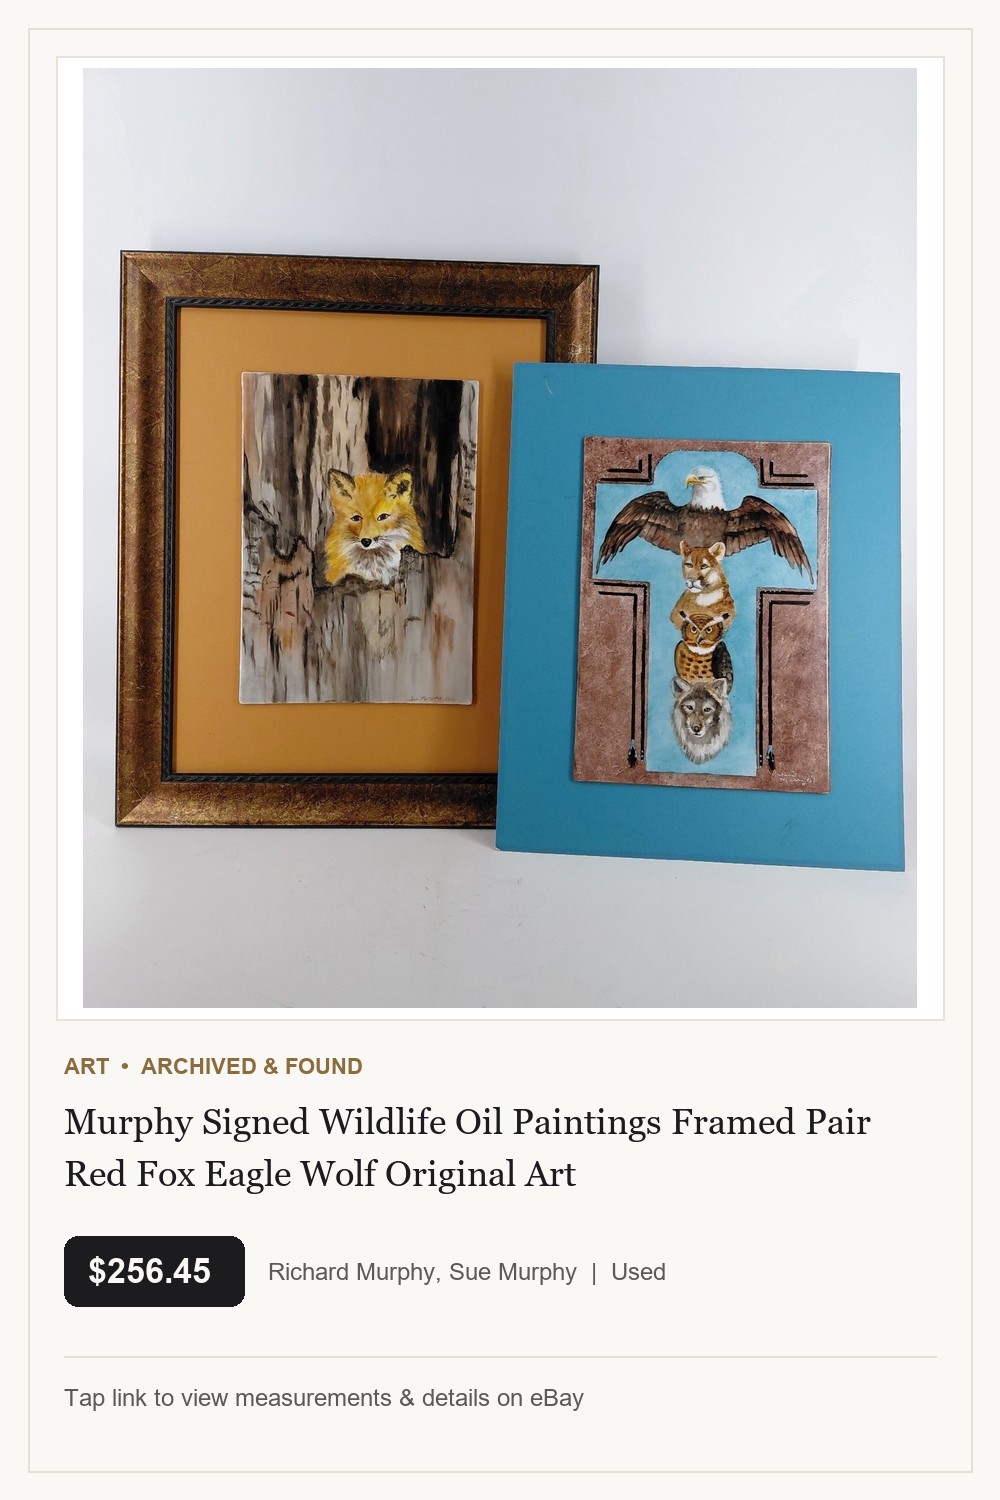 ART • ARCHIVED & FOUND
Murphy Signed Wildlife Oil Paintings Framed Pair
Red Fox Eagle Wolf Original Art
$256.45
Richard Murphy, Sue Murphy | Used
Tap link to view measurements & details on eBay